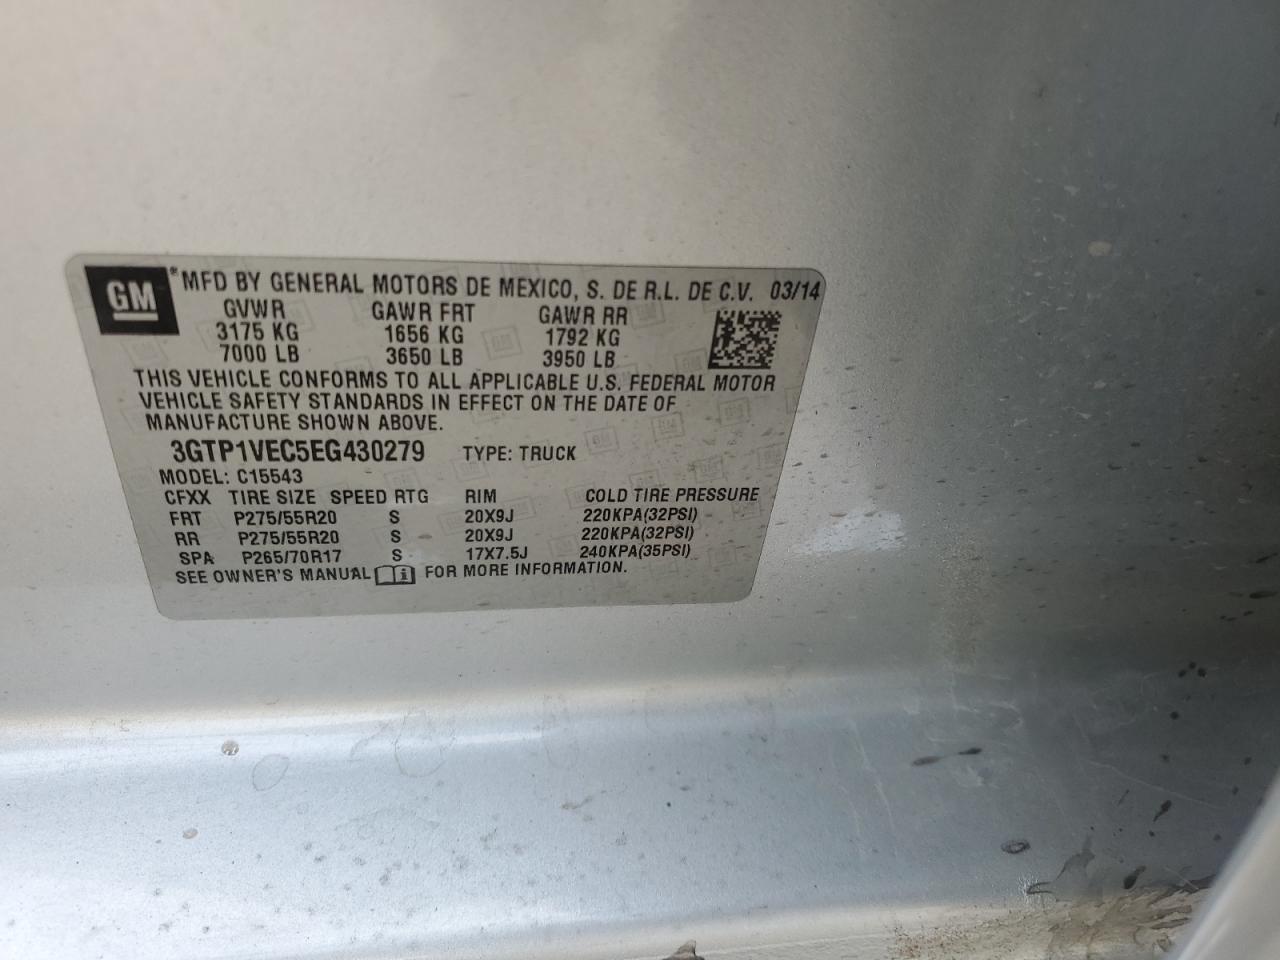 GM ®MFD BY GENERAL MOTORS DE MEXICO, S. DE R.L. DE C.V. 03/14
GVWR GAWR FRT GAWR RR
3175 KG 1656 KG 1792 KG
7000 LB 3650 LB 3950 LB
THIS VEHICLE CONFORMS TO ALL APPLICABLE U.S. FEDERAL MOTOR
VEHICLE SAFETY STANDARDS IN EFFECT ON THE DATE OF
MANUFACTURE SHOWN ABOVE.
3GTP1VEC5EG430279 TYPE: TRUCK
MODEL: C15543
CFXX TIRE SIZE SPEED RTG RIM COLD TIRE PRESSURE
FRT P275/55R20 S 20X9J 220KPA(32PSI)
RR P275/55R20 S 20X9J 220KPA(32PSI)
SPA P265/70R17 S 17X7.5J 240KPA(35PSI)
SEE OWNER'S MANUAL FOR MORE INFORMATION.